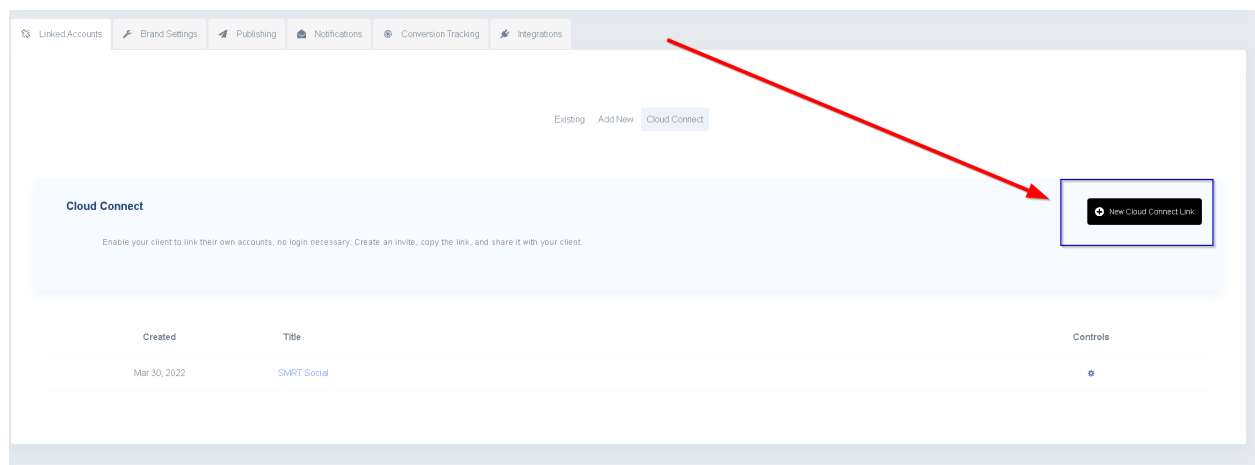 Linked Accounts Brand Settings Publishing Notifications Conversion Tracking Integrations
Existing Add New Cloud Connect
Cloud Connect
New Cloud Connect Link
Enable your client to link their own accounts, no login necessary. Create an invite, copy the link, and share it with your client.
Created Title Controls
Mar 30, 2022 SMRT Social